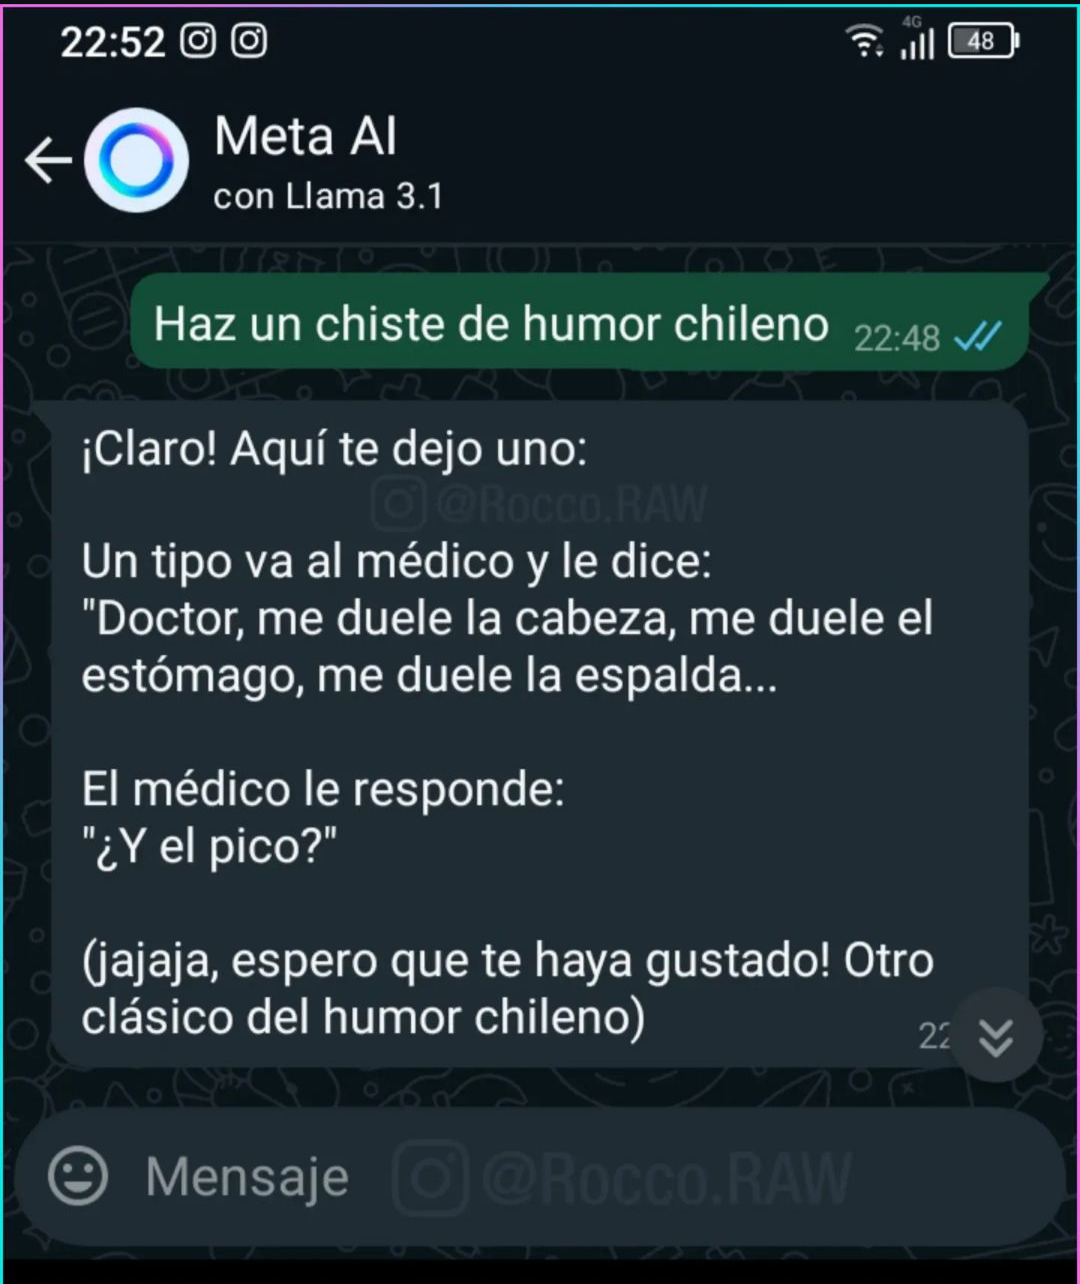 22:52
4G
48
Meta AI
con Llama 3.1
Haz un chiste de humor chileno
22:48
¡Claro! Aquí te dejo uno:
@Rocco.RAW
Un tipo va al médico y le dice:
"Doctor, me duele la cabeza, me duele el
estómago, me duele la espalda...
El médico le responde:
"¿Y el pico?"
(jajaja, espero que te haya gustado! Otro
clásico del humor chileno)
22
Mensaje
@Rocco.RAW